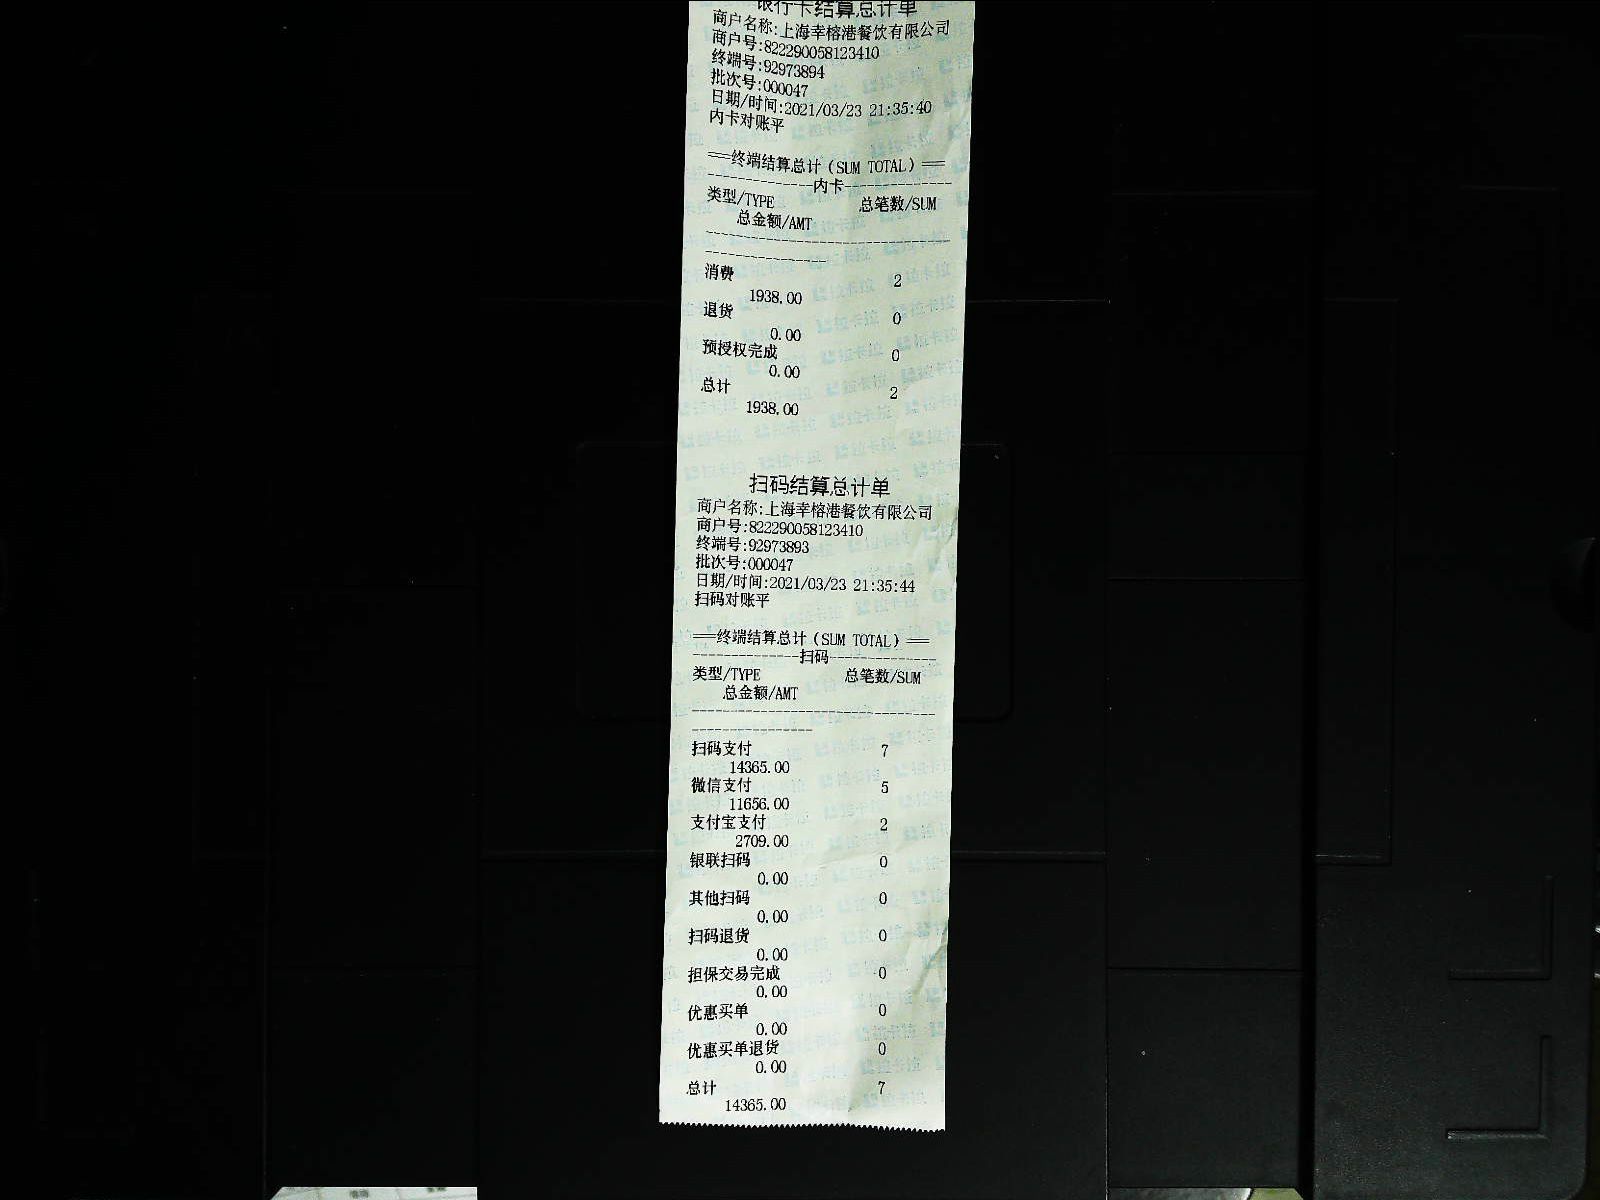 银行卡结算总计单
商户名称:上海幸榕港餐饮有限公司
商户号:822290058123410
终端号:92973894
批次号:000047
日期/时间:2021/03/23 21:35:40
内卡对账平
==终端结算总计(SUM TOTAL)==
--------------内卡--------------
类型/TYPE 总笔数/SUM
总金额/AMT
消费 2
1938.00
退货 0
0.00
预授权完成 0
0.00
总计 2
1938.00
扫码结算总计单
商户名称:上海幸榕港餐饮有限公司
商户号:822290058123410
终端号:92973893
批次号:000047
日期/时间:2021/03/23 21:35:44
扫码对账平
==终端结算总计(SUM TOTAL)==
--------------扫码--------------
类型/TYPE 总笔数/SUM
总金额/AMT
扫码支付 7
14365.00
微信支付 5
11656.00
支付宝支付 2
2709.00
银联扫码 0
0.00
其他扫码 0
0.00
扫码退货 0
0.00
担保交易完成 0
0.00
优惠买单 0
0.00
优惠买单退货 0
0.00
总计 7
14365.00